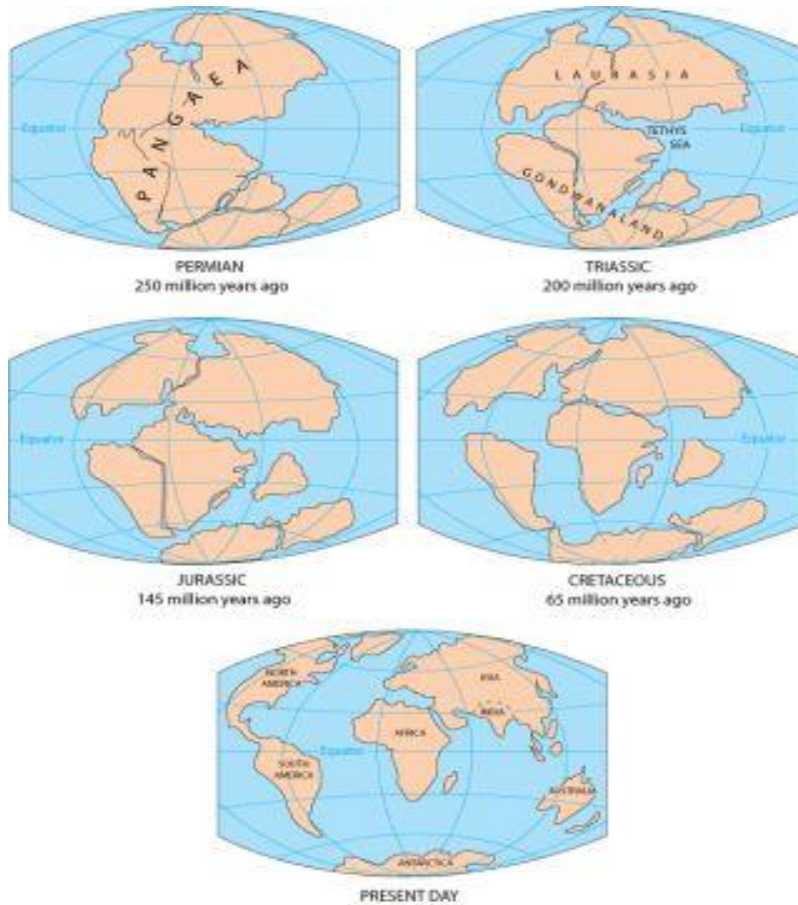 PANGAEA
Equator
PERMIAN
250 million years ago
LAURASIA
TETHYS
SEA
Equator
GONDWANALAND
TRIASSIC
200 million years ago
Equator
JURASSIC
145 million years ago
Equator
CRETACEOUS
65 million years ago
NORTH
AMERICA
ASIA
INDIA
AFRICA
Equator
SOUTH
AMERICA
AUSTRALIA
ANTARCTICA
PRESENT DAY